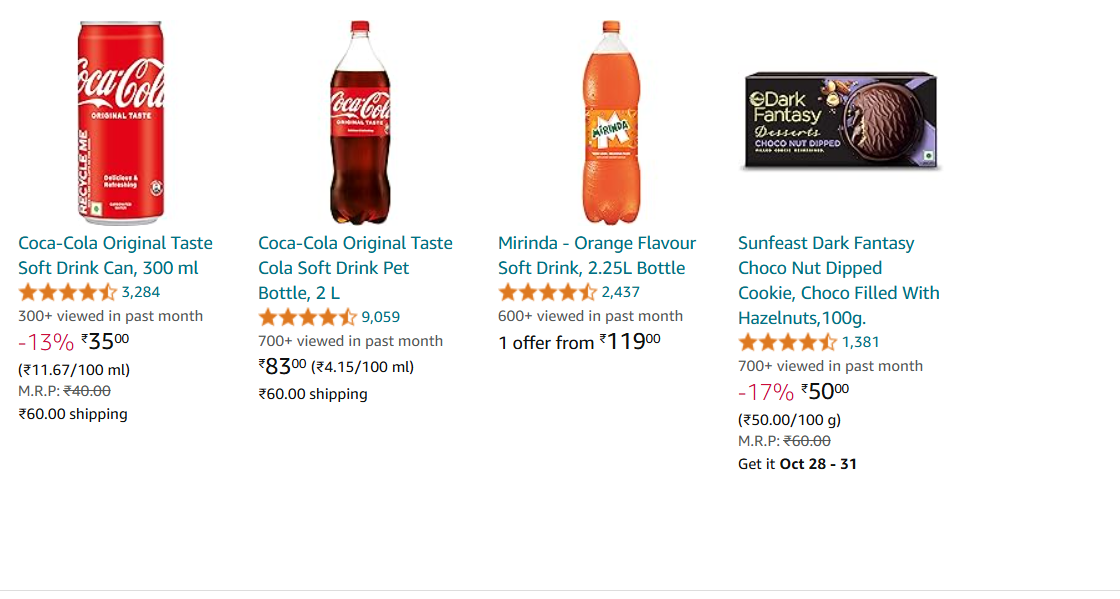 Coca-Cola
ORIGINAL TASTE
RECYCLE ME
Delicious &
Refreshing
Coca-Cola Original Taste
Soft Drink Can, 300 ml
3,284
300+ viewed in past month
-13% ₹35⁰⁰
(₹11.67/100 ml)
M.R.P: ₹40.00
₹60.00 shipping
Coca-Cola
ORIGINAL TASTE
Coca-Cola Original Taste
Cola Soft Drink Pet
Bottle, 2 L
9,059
700+ viewed in past month
₹83⁰⁰ (₹4.15/100 ml)
₹60.00 shipping
MIRINDA
Mirinda - Orange Flavour
Soft Drink, 2.25L Bottle
2,437
600+ viewed in past month
1 offer from ₹119⁰⁰
Dark
Fantasy
Desserts
CHOCO NUT DIPPED
Sunfeast Dark Fantasy
Choco Nut Dipped
Cookie, Choco Filled With
Hazelnuts,100g.
1,381
700+ viewed in past month
-17% ₹50⁰⁰
(₹50.00/100 g)
M.R.P: ₹60.00
Get it Oct 28 - 31